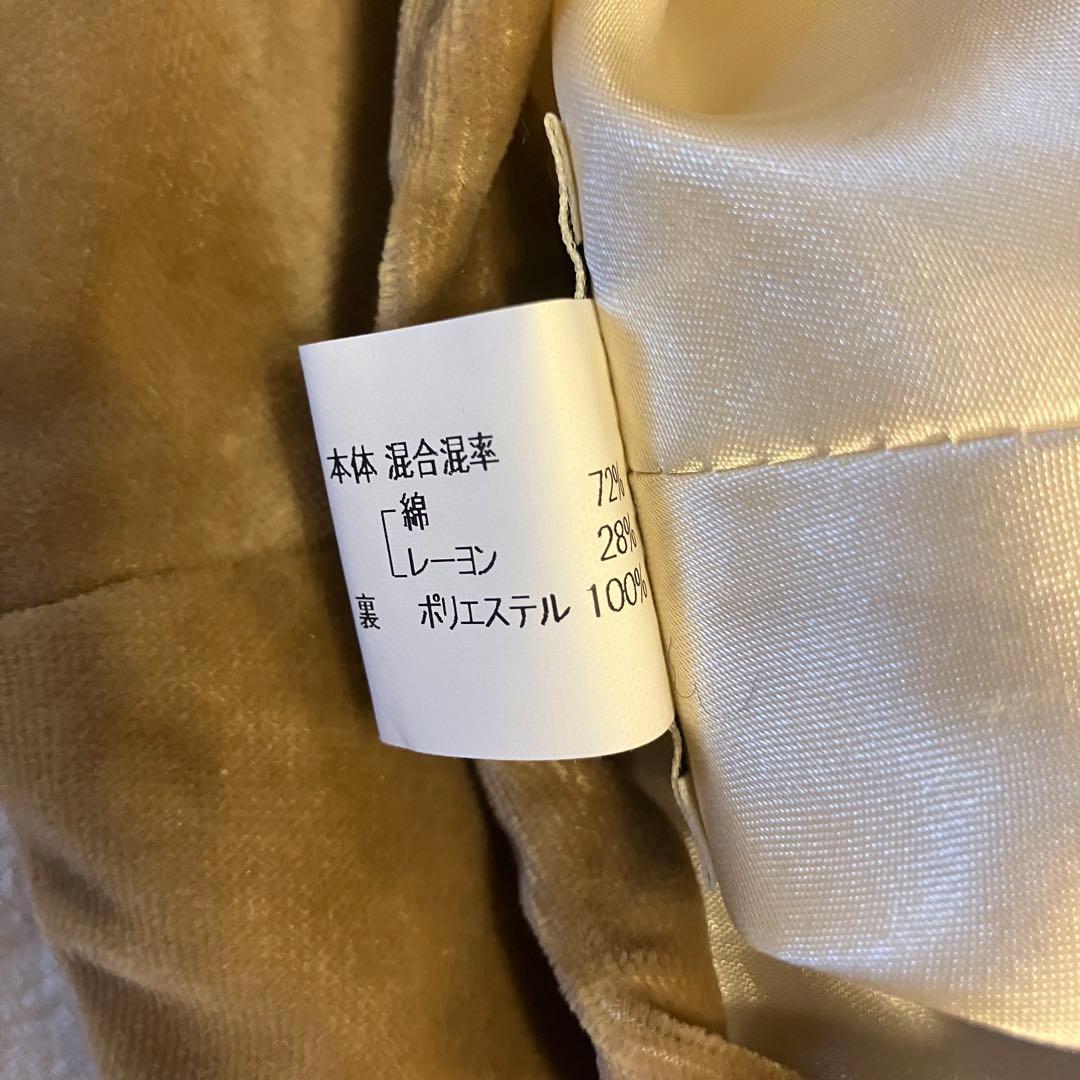 本体 混合混率
綿 72%
レーヨン 28%
裏 ポリエステル 100%